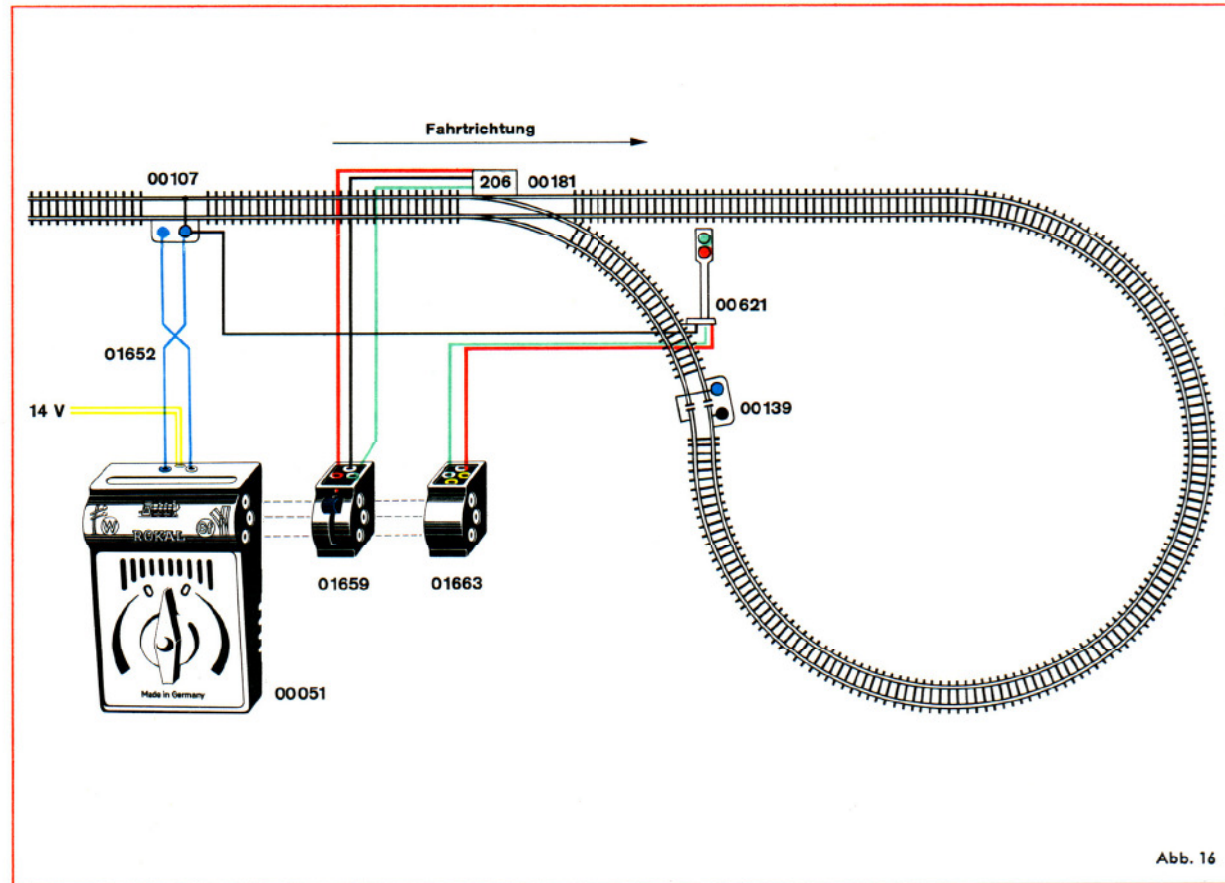 Fahrtrichtung
00107
206
00181
00621
01652
00139
14 V
ROKAL
01659
01663
Made in Germany
00051
Abb. 16